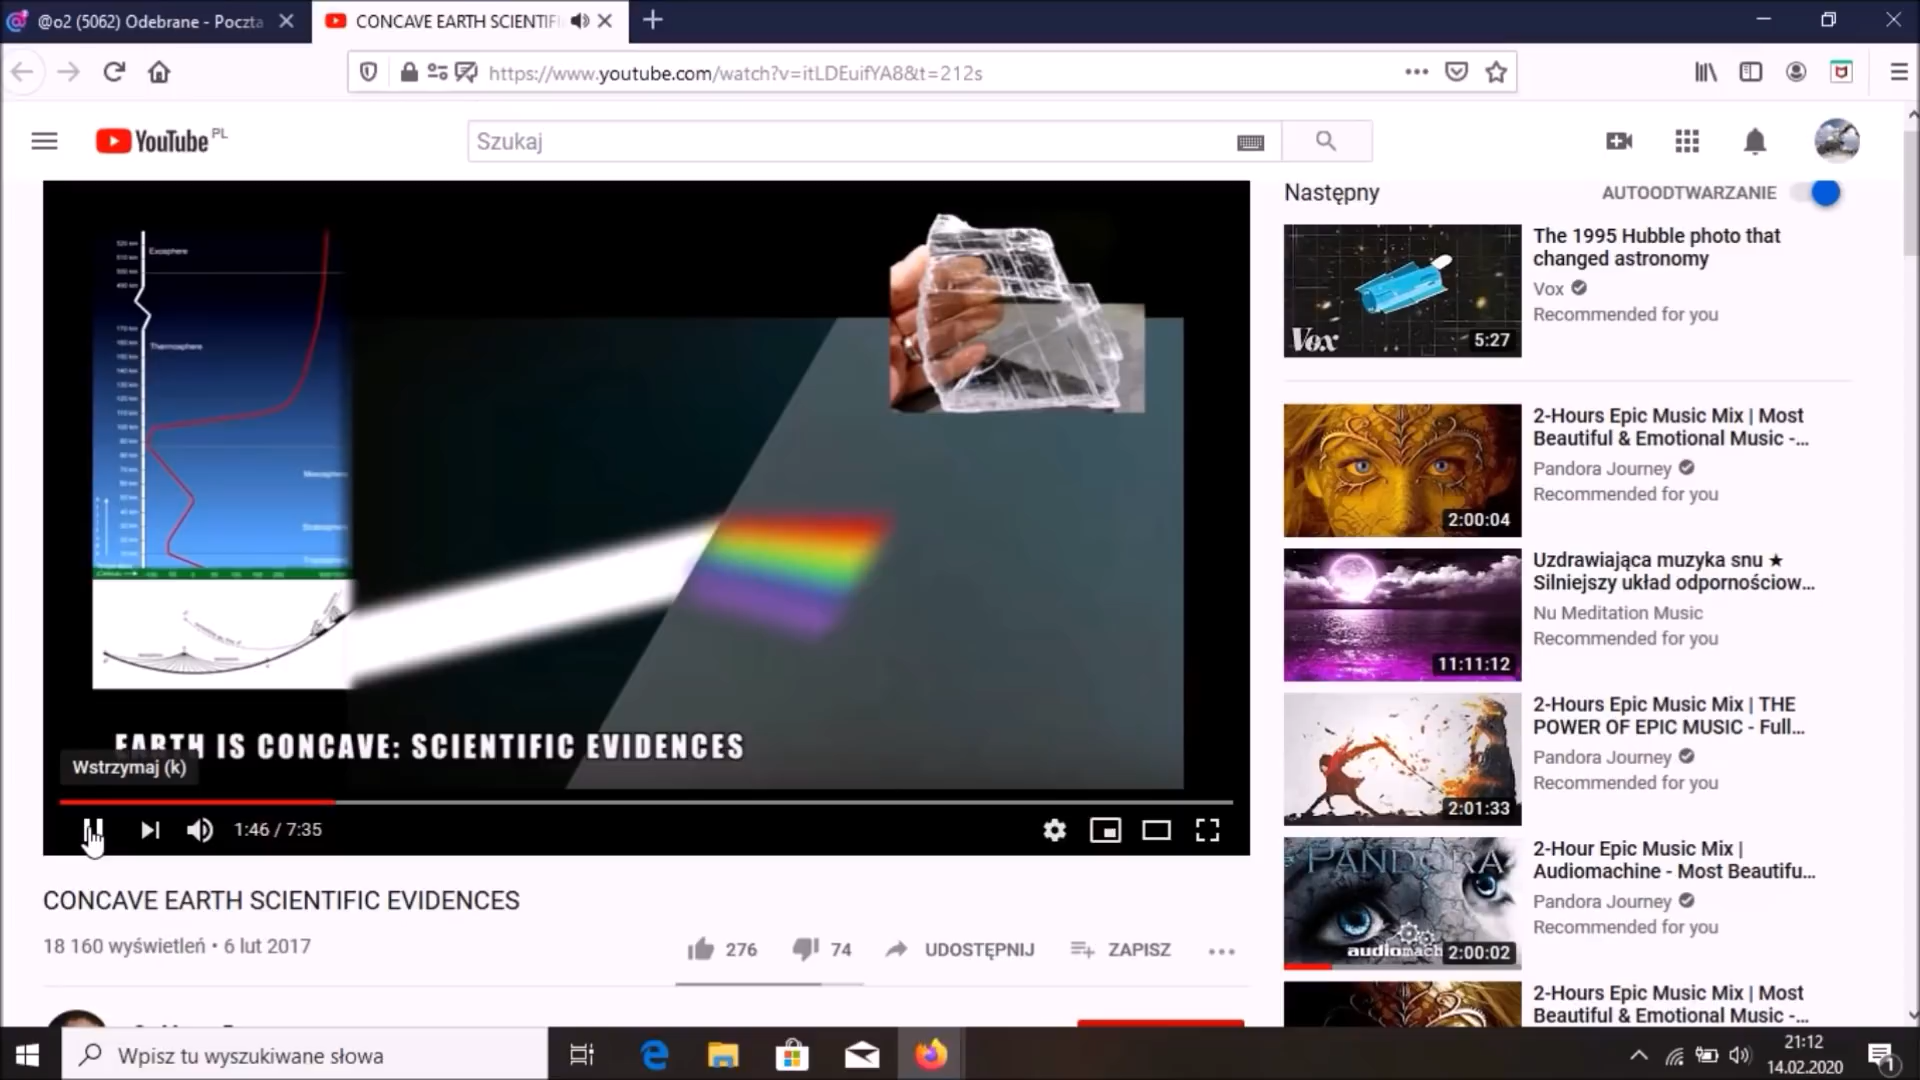 @o2 (5062) Odebrane - Poczta
CONCAVE EARTH SCIENTIFI
https://www.youtube.com/watch?v=itLDEuifYA8&t=212s
YouTube PL
Szukaj
Następny
AUTOODTWARZANIE
The 1995 Hubble photo that
changed astronomy
Vox
Recommended for you
Vox
5:27
2-Hours Epic Music Mix | Most
Beautiful & Emotional Music -...
Pandora Journey
Recommended for you
2:00:04
Uzdrawiająca muzyka snu ★
Silniejszy układ odpornościow...
Nu Meditation Music
Recommended for you
11:11:12
2-Hours Epic Music Mix | THE
POWER OF EPIC MUSIC - Full...
Pandora Journey
Recommended for you
2:01:33
2-Hour Epic Music Mix |
Audiomachine - Most Beautifu...
Pandora Journey
Recommended for you
PANDORA
audiomach
2:00:02
2-Hours Epic Music Mix | Most
Beautiful & Emotional Music -...
Exosphere
Thermosphere
EARTH IS CONCAVE: SCIENTIFIC EVIDENCES
Wstrzymaj (k)
1:46 / 7:35
CONCAVE EARTH SCIENTIFIC EVIDENCES
18 160 wyświetleń • 6 lut 2017
276
74
UDOSTĘPNIJ
ZAPISZ
Wpisz tu wyszukiwane słowa
21:12
14.02.2020
1